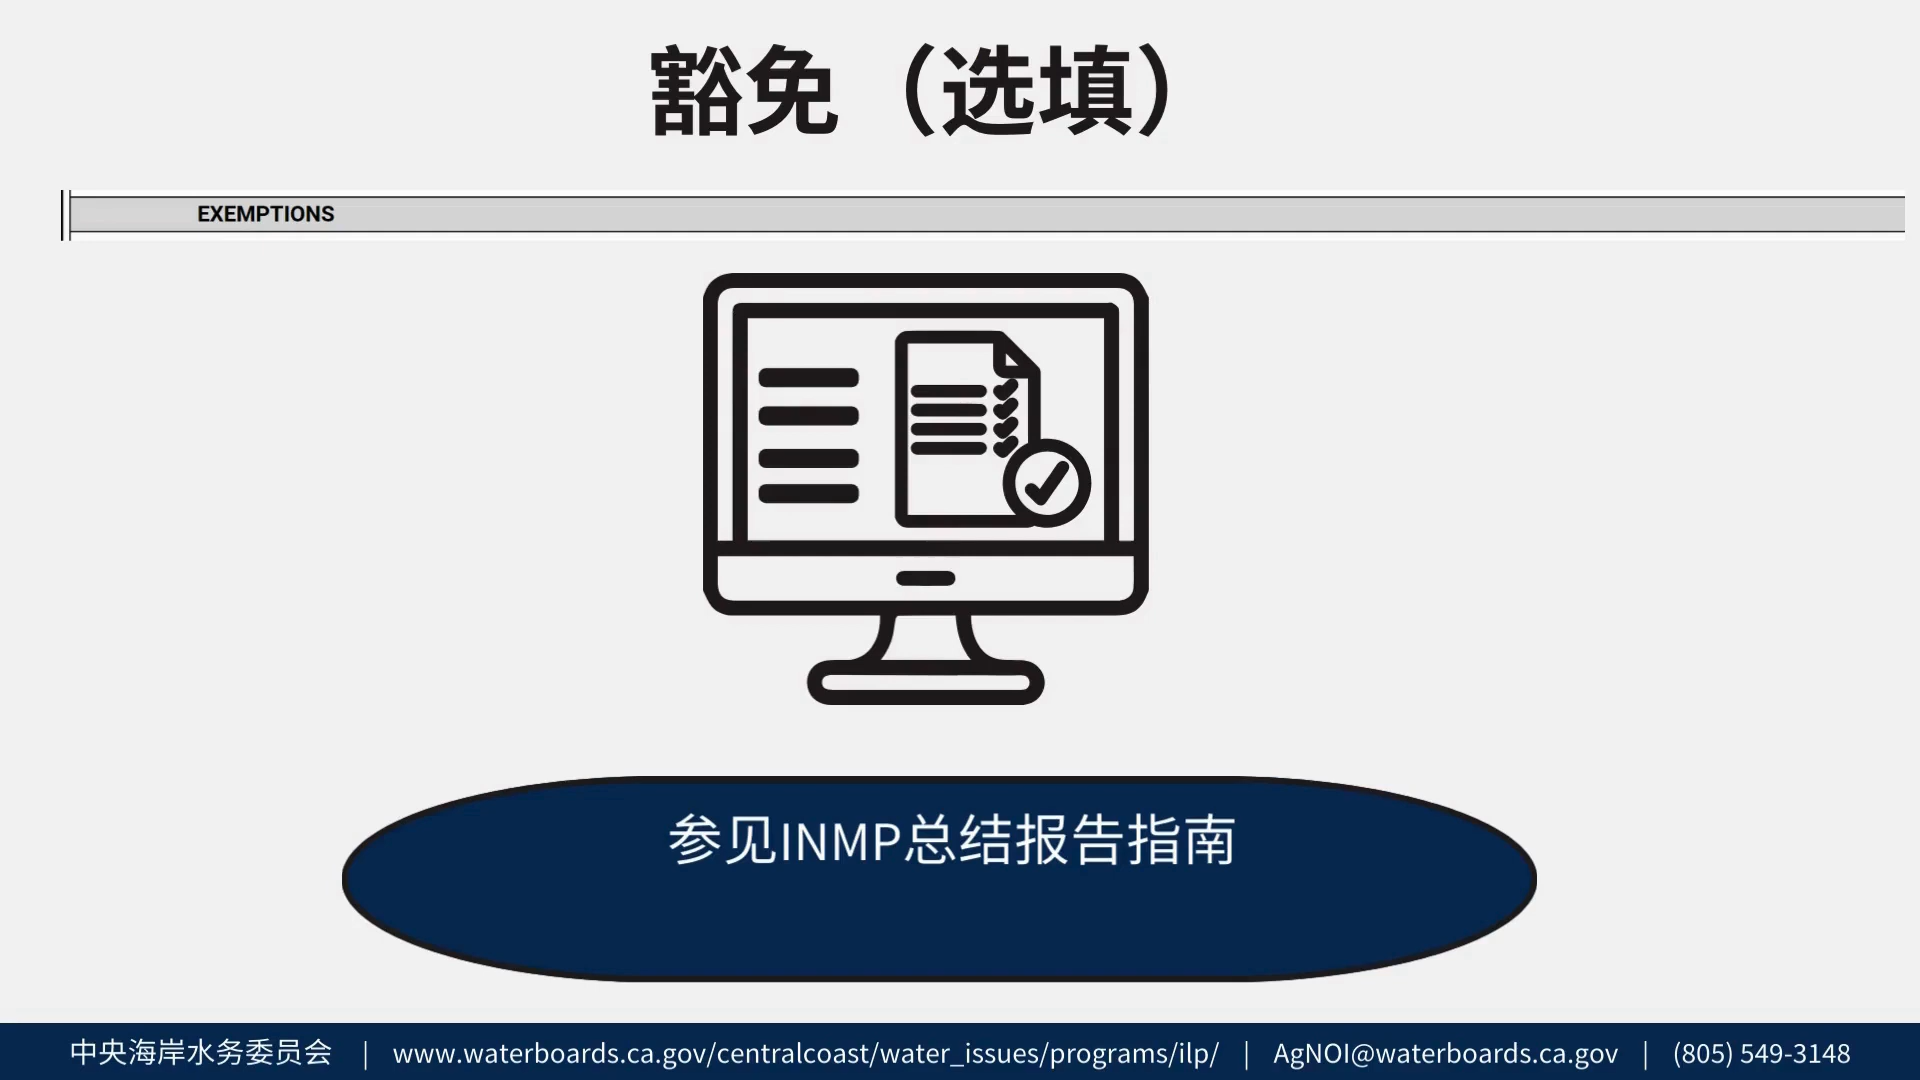 豁免（选填）
EXEMPTIONS
参见INMP总结报告指南
中央海岸水务委员会 | www.waterboards.ca.gov/centralcoast/water_issues/programs/ilp/ | AgNOI@waterboards.ca.gov | (805) 549-3148